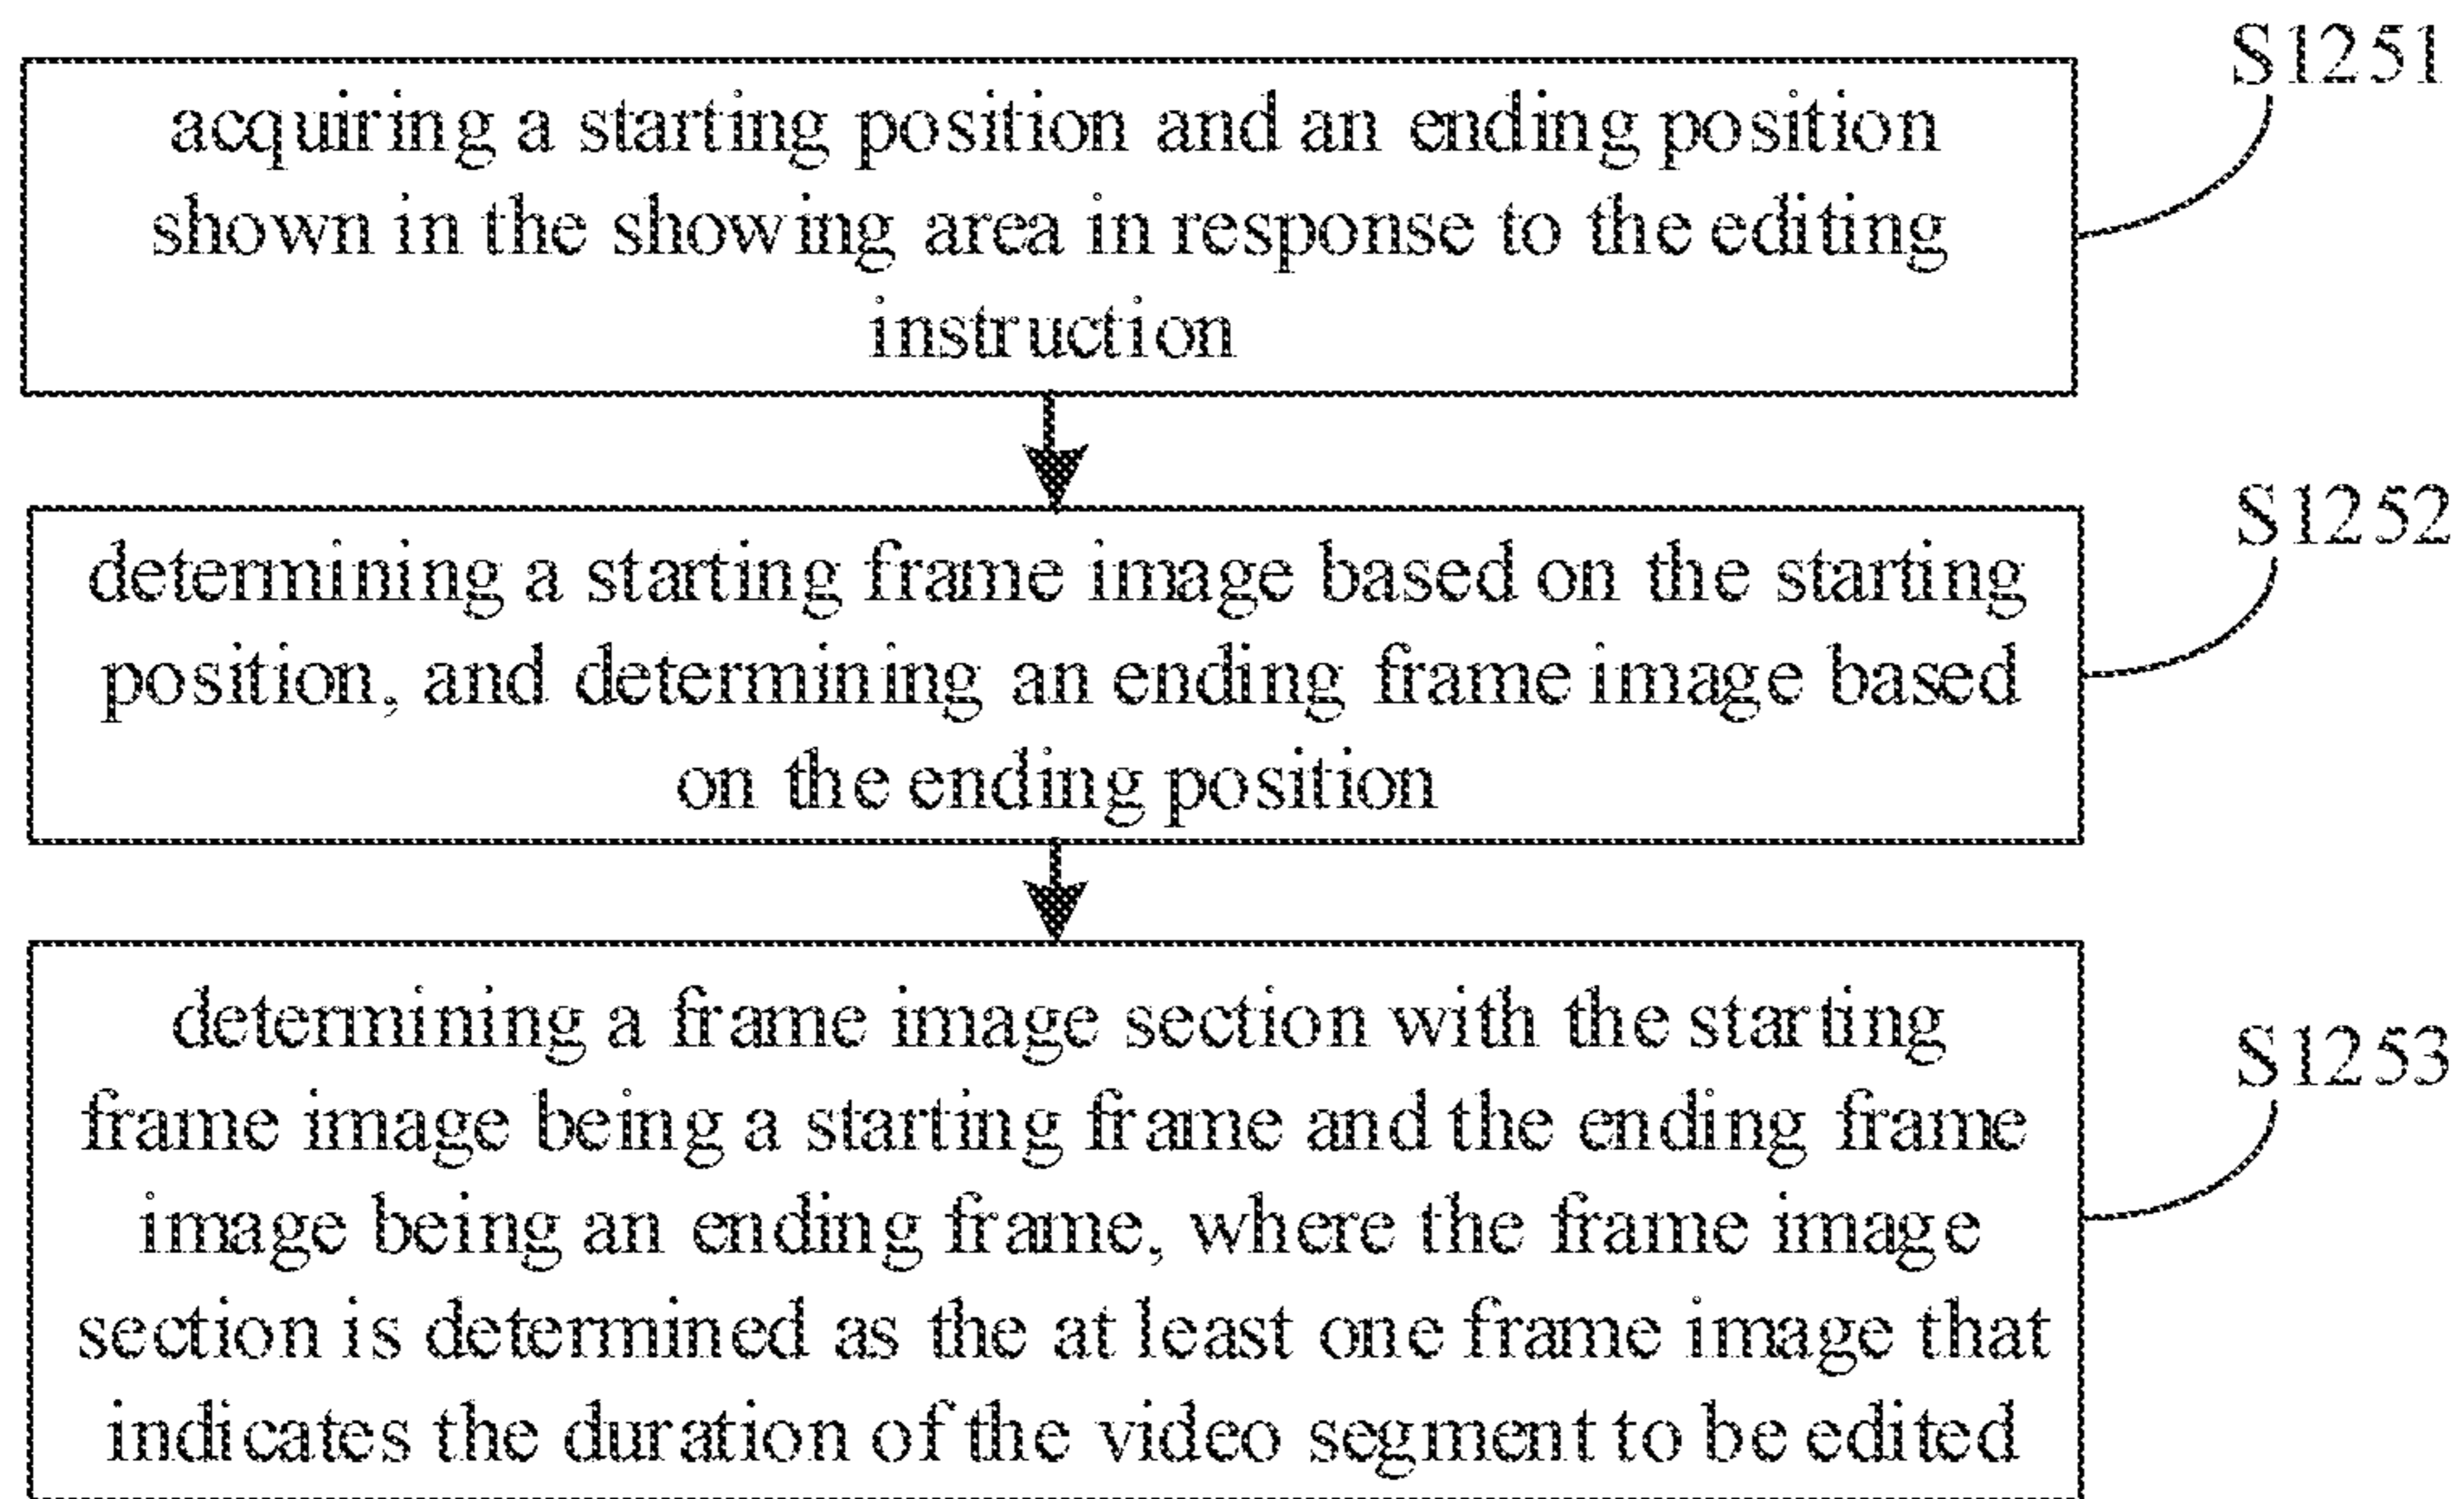 S1251
acquiring a starting position and an ending position
shown in the showing area in response to the editing
instruction
S1252
determining a starting frame image based on the starting
position, and determining an ending frame image based
on the ending position
S1253
determining a frame image section with the starting
frame image being a starting frame and the ending frame
image being an ending frame, where the frame image
section is determined as the at least one frame image that
indicates the duration of the video segment to be edited